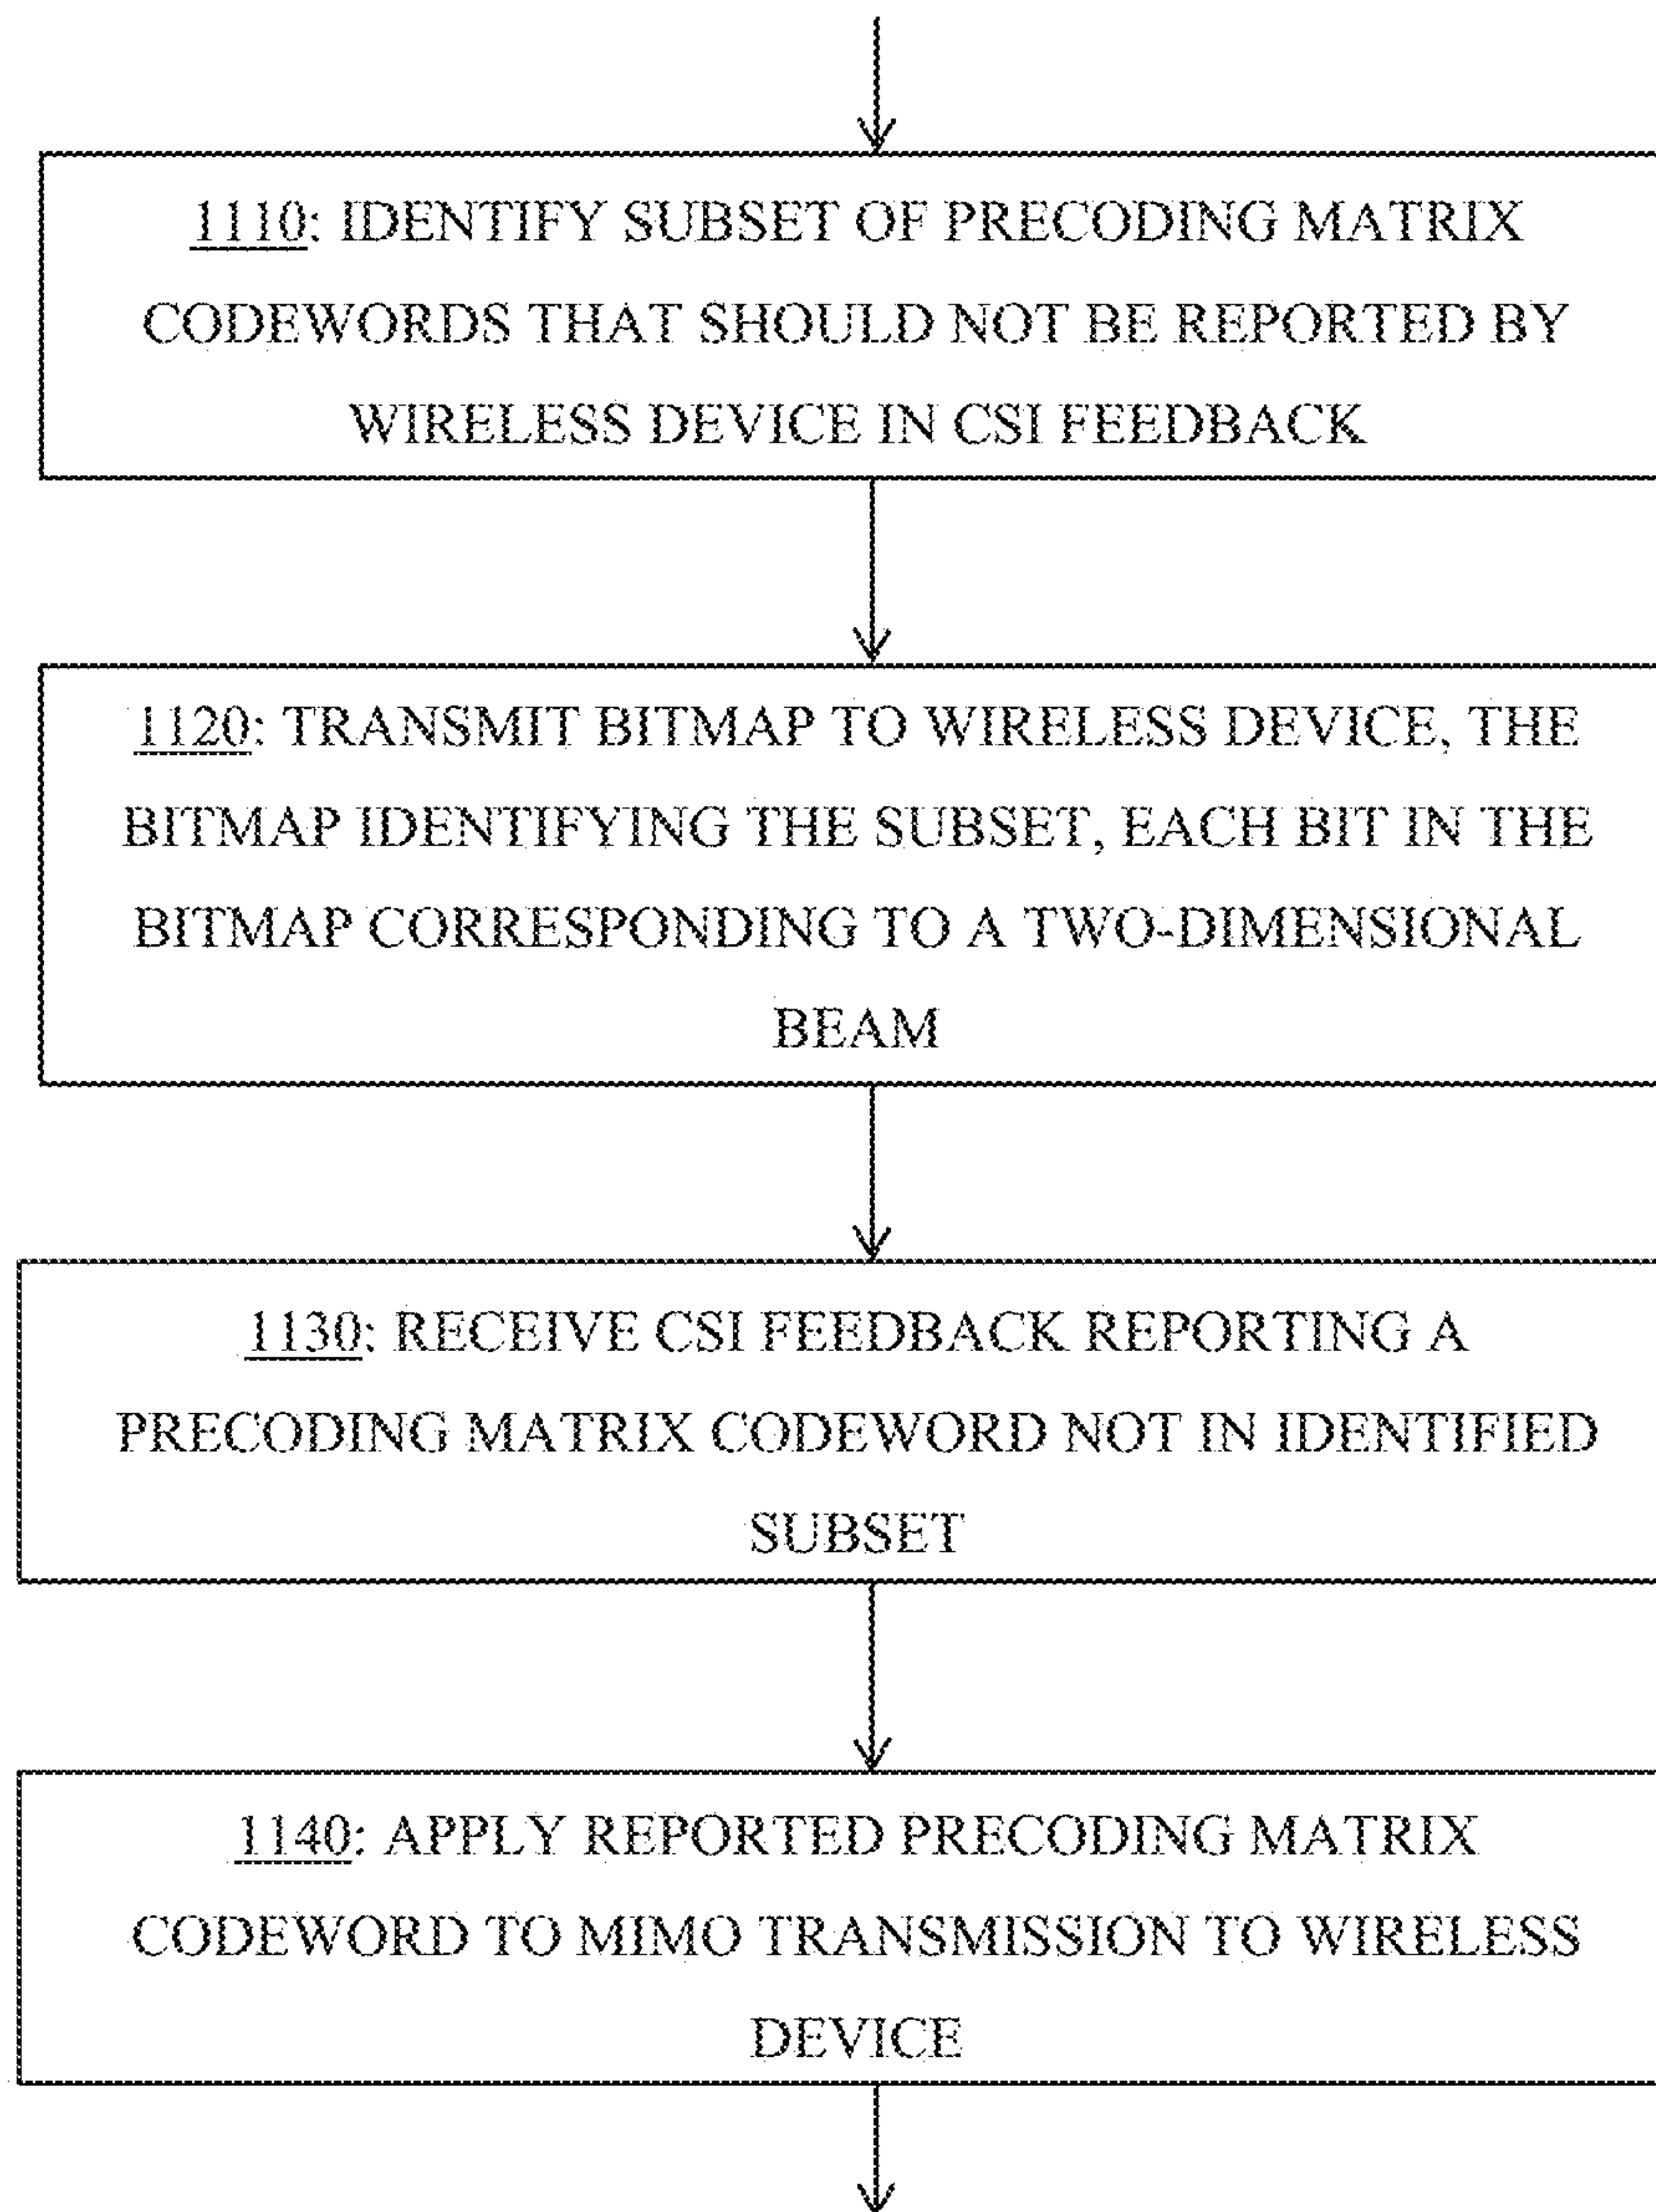 1110: IDENTIFY SUBSET OF PRECODING MATRIX
CODEWORDS THAT SHOULD NOT BE REPORTED BY
WIRELESS DEVICE IN CSI FEEDBACK
1120: TRANSMIT BITMAP TO WIRELESS DEVICE, THE
BITMAP IDENTIFYING THE SUBSET, EACH BIT IN THE
BITMAP CORRESPONDING TO A TWO-DIMENSIONAL
BEAM
1130: RECEIVE CSI FEEDBACK REPORTING A
PRECODING MATRIX CODEWORD NOT IN IDENTIFIED
SUBSET
1140: APPLY REPORTED PRECODING MATRIX
CODEWORD TO MIMO TRANSMISSION TO WIRELESS
DEVICE